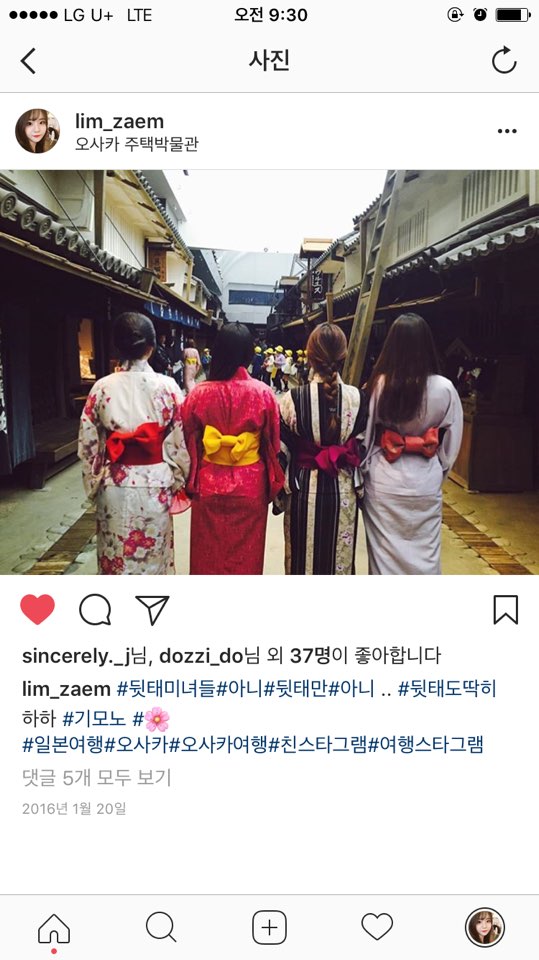 LG U+ LTE 오전 9:30
사진
lim_zaem
오사카 주택박물관
sincerely._j님, dozzi_do님 외 37명이 좋아합니다
lim_zaem #뒷태미녀들#아니#뒷태만#아니 .. #뒷태도딱히
하하 #기모노 #🌸
#일본여행#오사카#오사카여행#친스타그램#여행스타그램
댓글 5개 모두 보기
2016년 1월 20일